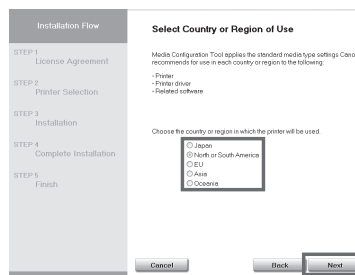 Installation Flow
STEP 1
License Agreement
STEP 2
Printer Selection
STEP 3
Installation
STEP 4
Complete Installation
STEP 5
Finish
Select Country or Region of Use
Media Configuration Tool applies the standard media type settings Cano
recommends for use in each country or region to the following:
- Printer
- Printer driver
- Related software
Choose the country or region in which the printer will be used.
Japan
North or South America
EU
Asia
Oceania
Cancel
Back
Next